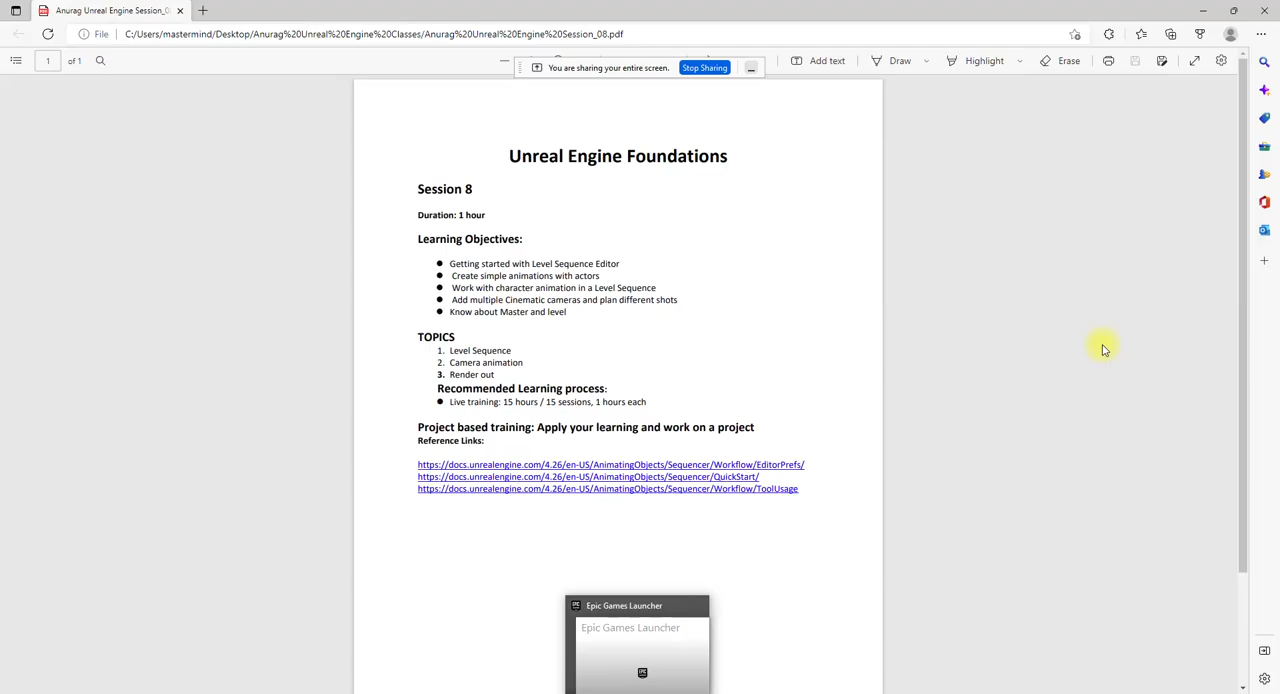 Anurag Unreal Engine Session_0
File C:/Users/mastermind/Desktop/Anurag%20Unreal%20Engine%20Classes/Anurag%20Unreal%20Engine%20Session_08.pdf
1 of 1
You are sharing your entire screen. Stop Sharing
Add text Draw Highlight Erase
Unreal Engine Foundations
Session 8
Duration: 1 hour
Learning Objectives:
● Getting started with Level Sequence Editor
● Create simple animations with actors
● Work with character animation in a Level Sequence
● Add multiple Cinematic cameras and plan different shots
● Know about Master and level
TOPICS
1. Level Sequence
2. Camera animation
3. Render out
Recommended Learning process:
● Live training: 15 hours / 15 sessions, 1 hours each
Project based training: Apply your learning and work on a project
Reference Links:
https://docs.unrealengine.com/4.26/en-US/AnimatingObjects/Sequencer/Workflow/EditorPrefs/
https://docs.unrealengine.com/4.26/en-US/AnimatingObjects/Sequencer/QuickStart/
https://docs.unrealengine.com/4.26/en-US/AnimatingObjects/Sequencer/Workflow/ToolUsage
Epic Games Launcher
Epic Games Launcher